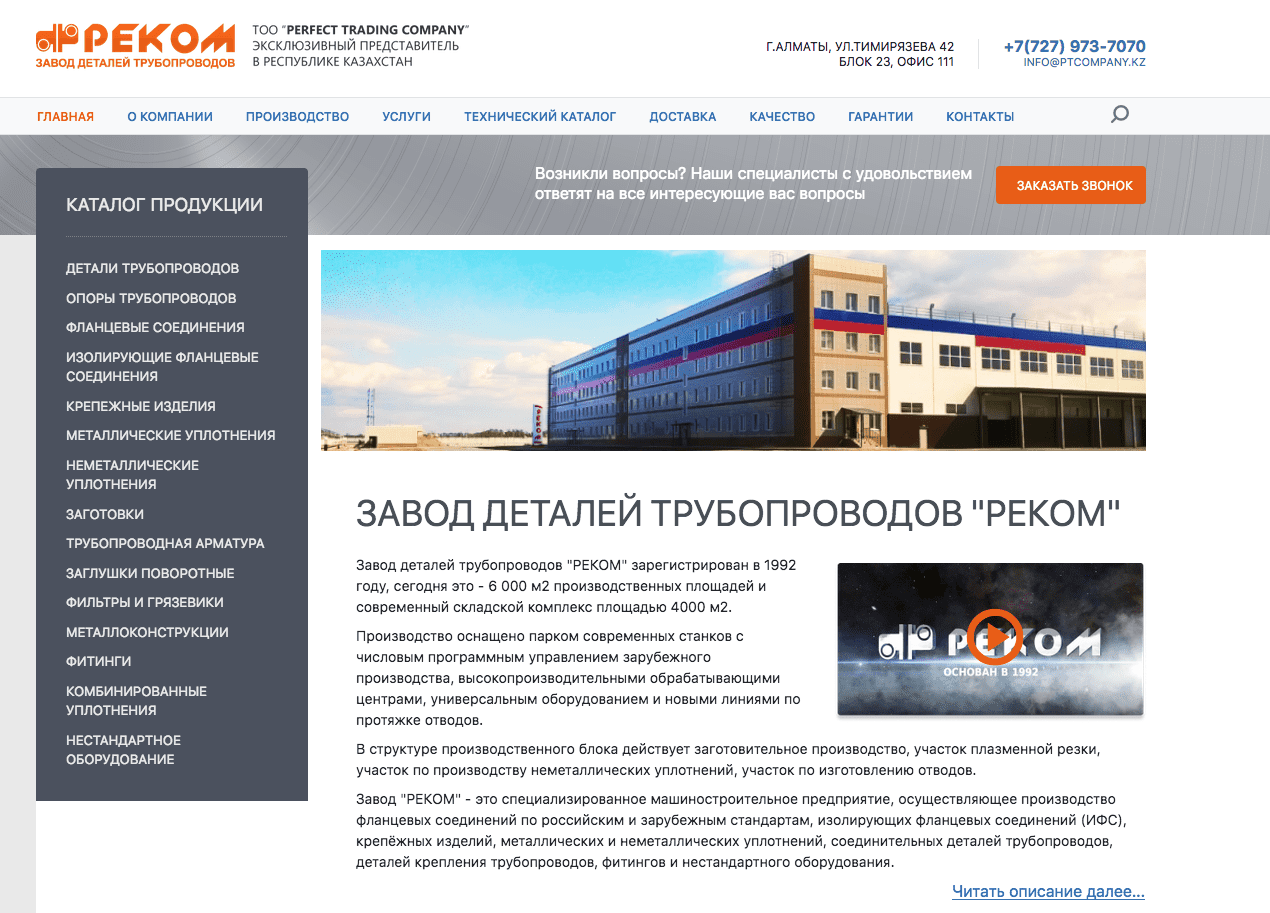 РЕКОМ
ЗАВОД ДЕТАЛЕЙ ТРУБОПРОВОДОВ
ТОО "PERFECT TRADING COMPANY"
ЭКСКЛЮЗИВНЫЙ ПРЕДСТАВИТЕЛЬ
В РЕСПУБЛИКЕ КАЗАХСТАН
Г.АЛМАТЫ, УЛ.ТИМИРЯЗЕВА 42
БЛОК 23, ОФИС 111
+7(727) 973-7070
INFO@PTCOMPANY.KZ
ГЛАВНАЯ О КОМПАНИИ ПРОИЗВОДСТВО УСЛУГИ ТЕХНИЧЕСКИЙ КАТАЛОГ ДОСТАВКА КАЧЕСТВО ГАРАНТИИ КОНТАКТЫ
Возникли вопросы? Наши специалисты с удовольствием
ответят на все интересующие вас вопросы
ЗАКАЗАТЬ ЗВОНОК
КАТАЛОГ ПРОДУКЦИИ
ДЕТАЛИ ТРУБОПРОВОДОВ
ОПОРЫ ТРУБОПРОВОДОВ
ФЛАНЦЕВЫЕ СОЕДИНЕНИЯ
ИЗОЛИРУЮЩИЕ ФЛАНЦЕВЫЕ
СОЕДИНЕНИЯ
КРЕПЕЖНЫЕ ИЗДЕЛИЯ
МЕТАЛЛИЧЕСКИЕ УПЛОТНЕНИЯ
НЕМЕТАЛЛИЧЕСКИЕ
УПЛОТНЕНИЯ
ЗАГОТОВКИ
ТРУБОПРОВОДНАЯ АРМАТУРА
ЗАГЛУШКИ ПОВОРОТНЫЕ
ФИЛЬТРЫ И ГРЯЗЕВИКИ
МЕТАЛЛОКОНСТРУКЦИИ
ФИТИНГИ
КОМБИНИРОВАННЫЕ
УПЛОТНЕНИЯ
НЕСТАНДАРТНОЕ
ОБОРУДОВАНИЕ
РЕКОМ
ЗАВОД ДЕТАЛЕЙ ТРУБОПРОВОДОВ "РЕКОМ"
Завод деталей трубопроводов "РЕКОМ" зарегистрирован в 1992
году, сегодня это - 6 000 м2 производственных площадей и
современный складской комплекс площадью 4000 м2.
Производство оснащено парком современных станков с
числовым программным управлением зарубежного
производства, высокопроизводительными обрабатывающими
центрами, универсальным оборудованием и новыми линиями по
протяжке отводов.
РЕКОМ
ОСНОВАН В 1992
В структуре производственного блока действует заготовительное производство, участок плазменной резки,
участок по производству неметаллических уплотнений, участок по изготовлению отводов.
Завод "РЕКОМ" - это специализированное машиностроительное предприятие, осуществляющее производство
фланцевых соединений по российским и зарубежным стандартам, изолирующих фланцевых соединений (ИФС),
крепёжных изделий, металлических и неметаллических уплотнений, соединительных деталей трубопроводов,
деталей крепления трубопроводов, фитингов и нестандартного оборудования.
Читать описание далее...